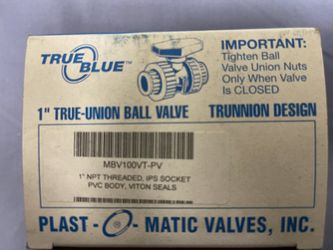 TRUE
BLUE™
IMPORTANT:
Tighten Ball
Valve Union Nuts
Only When Valve
is CLOSED
1" TRUE-UNION BALL VALVE TRUNNION DESIGN
MBV100VT-PV
1" NPT THREADED, IPS SOCKET
PVC BODY, VITON SEALS
PLAST-O-MATIC VALVES, INC.